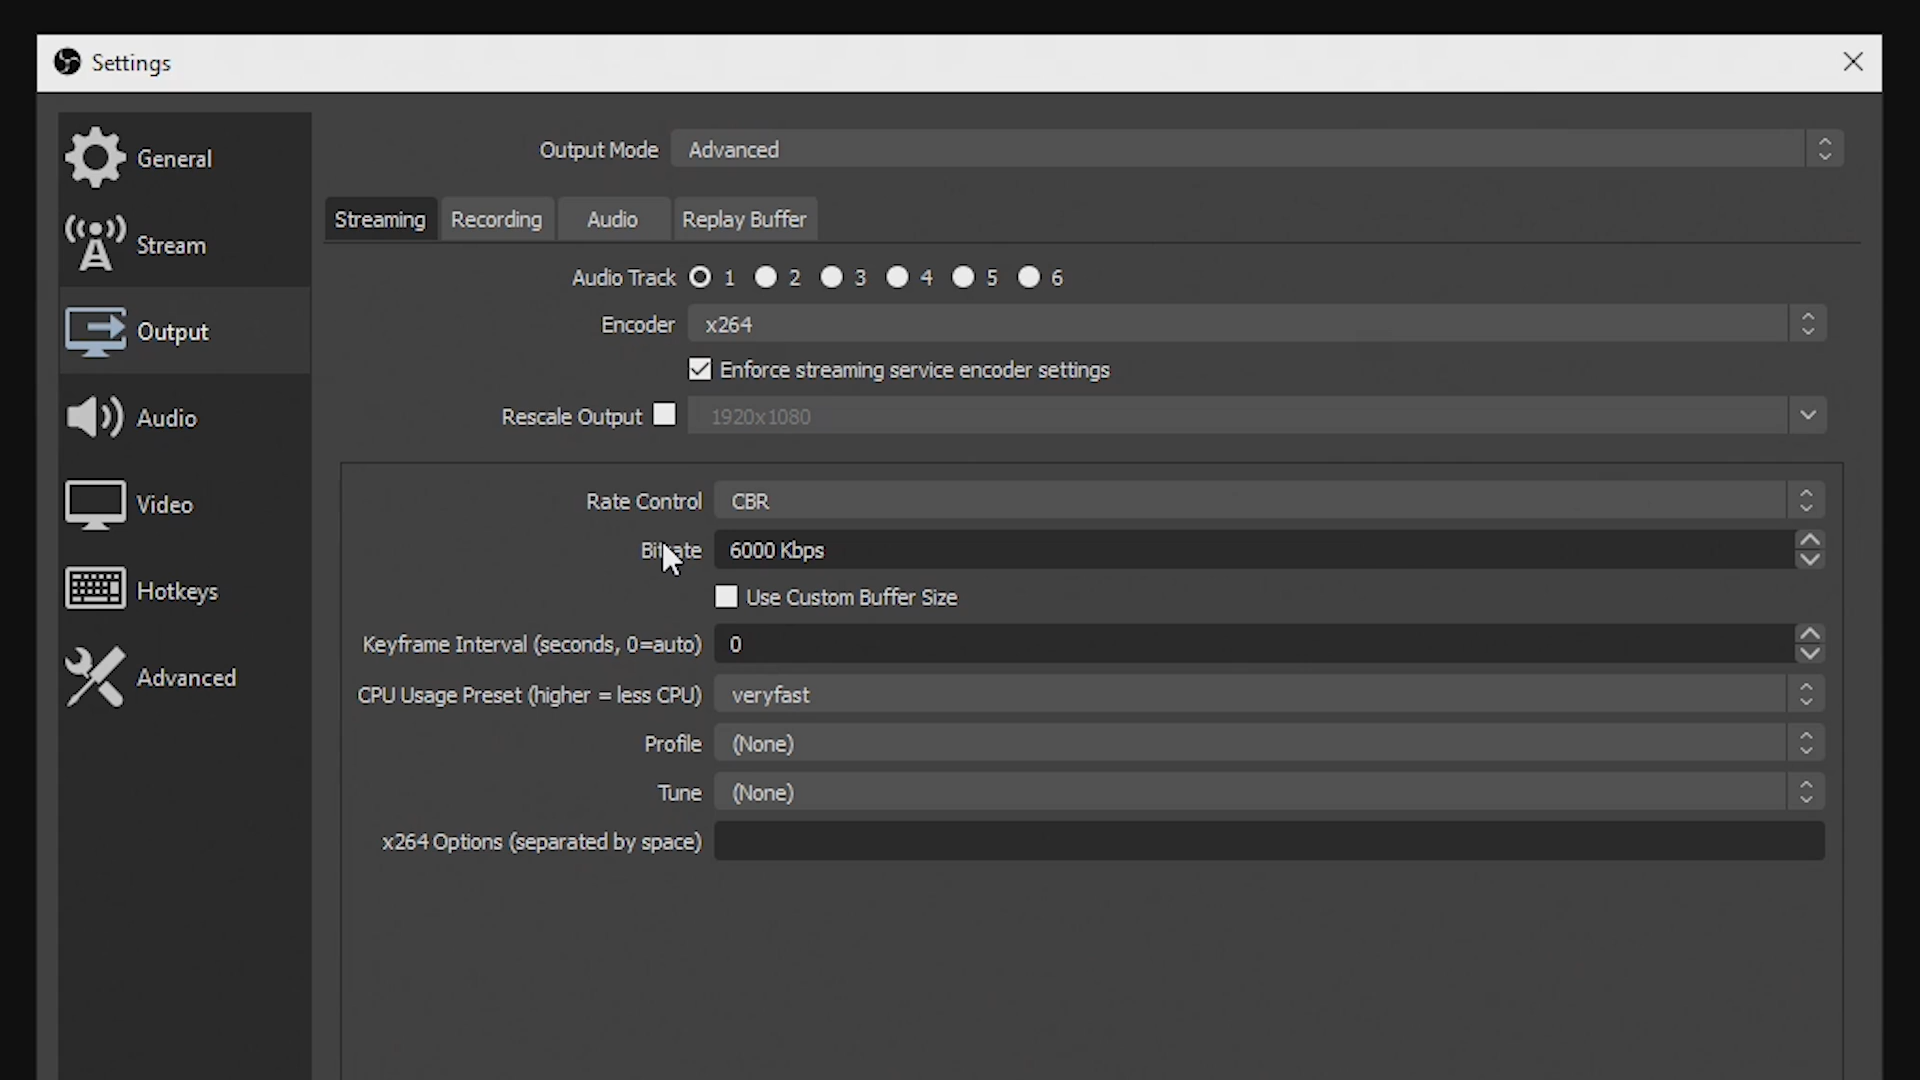 Settings
General
Stream
Output
Audio
Video
Hotkeys
Advanced
Output Mode Advanced
Streaming Recording Audio Replay Buffer
Audio Track 1 2 3 4 5 6
Encoder x264
Enforce streaming service encoder settings
Rescale Output 1920x1080
Rate Control CBR
Bitrate 6000 Kbps
Use Custom Buffer Size
Keyframe Interval (seconds, 0=auto) 0
CPU Usage Preset (higher = less CPU) veryfast
Profile (None)
Tune (None)
x264 Options (separated by space)